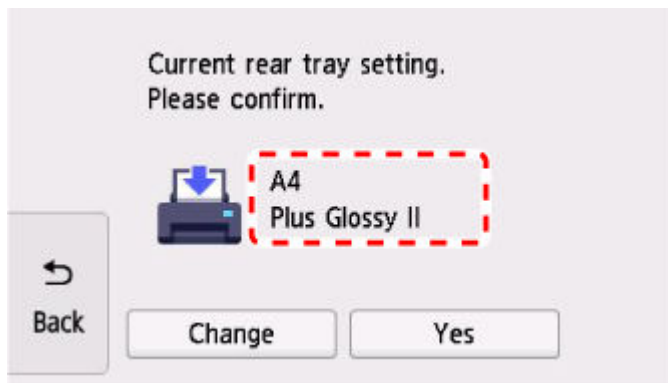 Current rear tray setting.
Please confirm.
A4
Plus Glossy II
Back
Change
Yes